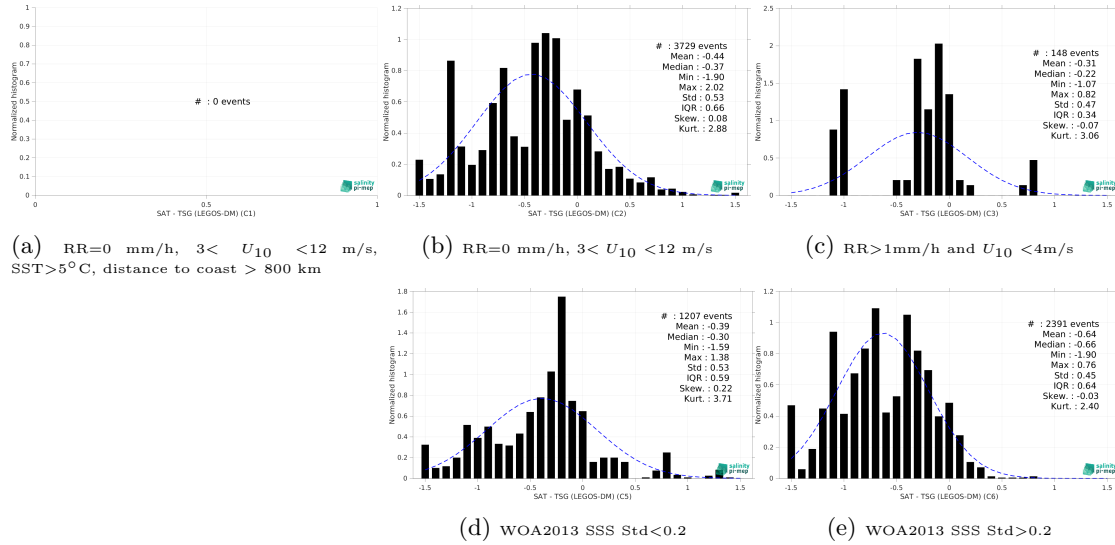 1
0.9
0.8
0.7
0.6
0.5
0.4
0.3
0.2
0.1
0
Normalized histogram
# : 0 events
salinity
pi-mep
0 0.5 1
SAT - TSG (LEGOS-DM) (C1)
(a) RR=0 mm/h, 3< U10 <12 m/s,
SST>5°C, distance to coast > 800 km
1.2
1
0.8
0.6
0.4
0.2
0
Normalized histogram
# : 3729 events
Mean : -0.44
Median : -0.37
Min : -1.90
Max : 2.02
Std : 0.53
IQR : 0.66
Skew. : 0.08
Kurt. : 2.88
salinity
pi-mep
-1.5 -1 -0.5 0 0.5 1 1.5
SAT - TSG (LEGOS-DM) (C2)
(b) RR=0 mm/h, 3< U10 <12 m/s
2.5
2
1.5
1
0.5
0
Normalized histogram
# : 148 events
Mean : -0.31
Median : -0.22
Min : -1.07
Max : 0.82
Std : 0.47
IQR : 0.34
Skew. : -0.07
Kurt. : 3.06
salinity
pi-mep
-1.5 -1 -0.5 0 0.5 1 1.5
SAT - TSG (LEGOS-DM) (C3)
(c) RR>1mm/h and U10 <4m/s
1.8
1.6
1.4
1.2
1
0.8
0.6
0.4
0.2
0
Normalized histogram
# : 1207 events
Mean : -0.39
Median : -0.30
Min : -1.59
Max : 1.38
Std : 0.53
IQR : 0.59
Skew. : 0.22
Kurt. : 3.71
salinity
pi-mep
-1.5 -1 -0.5 0 0.5 1 1.5
SAT - TSG (LEGOS-DM) (C5)
(d) WOA2013 SSS Std<0.2
1.2
1
0.8
0.6
0.4
0.2
0
Normalized histogram
# : 2391 events
Mean : -0.64
Median : -0.66
Min : -1.90
Max : 0.76
Std : 0.45
IQR : 0.64
Skew. : -0.03
Kurt. : 2.40
salinity
pi-mep
-1.5 -1 -0.5 0 0.5 1 1.5
SAT - TSG (LEGOS-DM) (C6)
(e) WOA2013 SSS Std>0.2